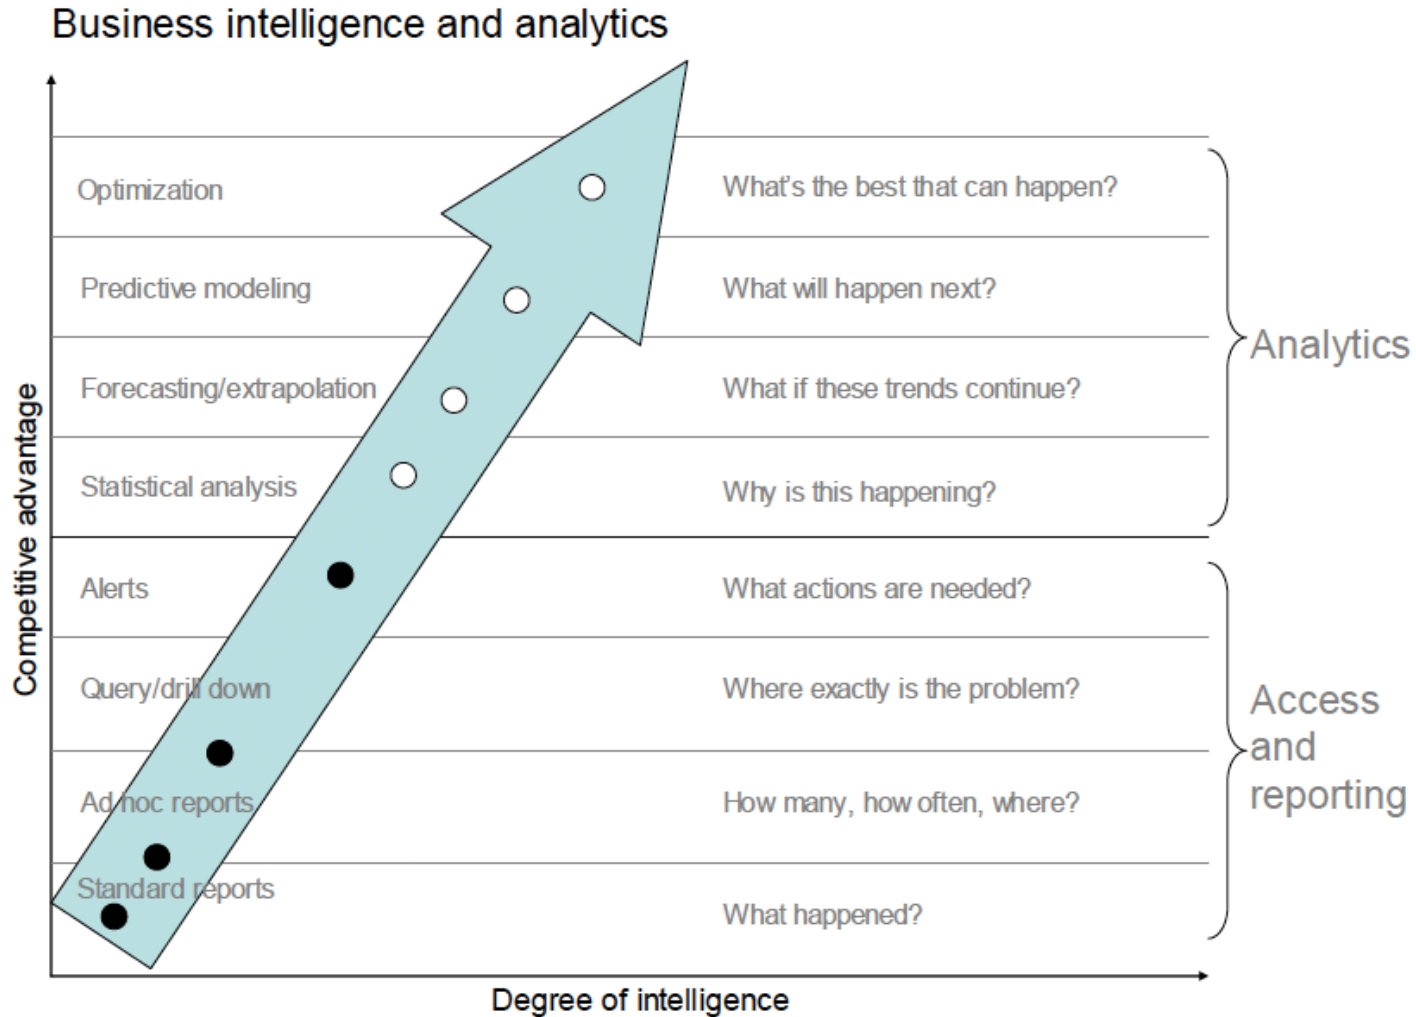 Business intelligence and analytics
Optimization
What's the best that can happen?
Predictive modeling
What will happen next?
Analytics
Forecasting/extrapolation
What if these trends continue?
Statistical analysis
Why is this happening?
Competitive advantage
Alerts
What actions are needed?
Query/drill down
Where exactly is the problem?
Access
and
reporting
Ad hoc reports
How many, how often, where?
Standard reports
What happened?
Degree of intelligence